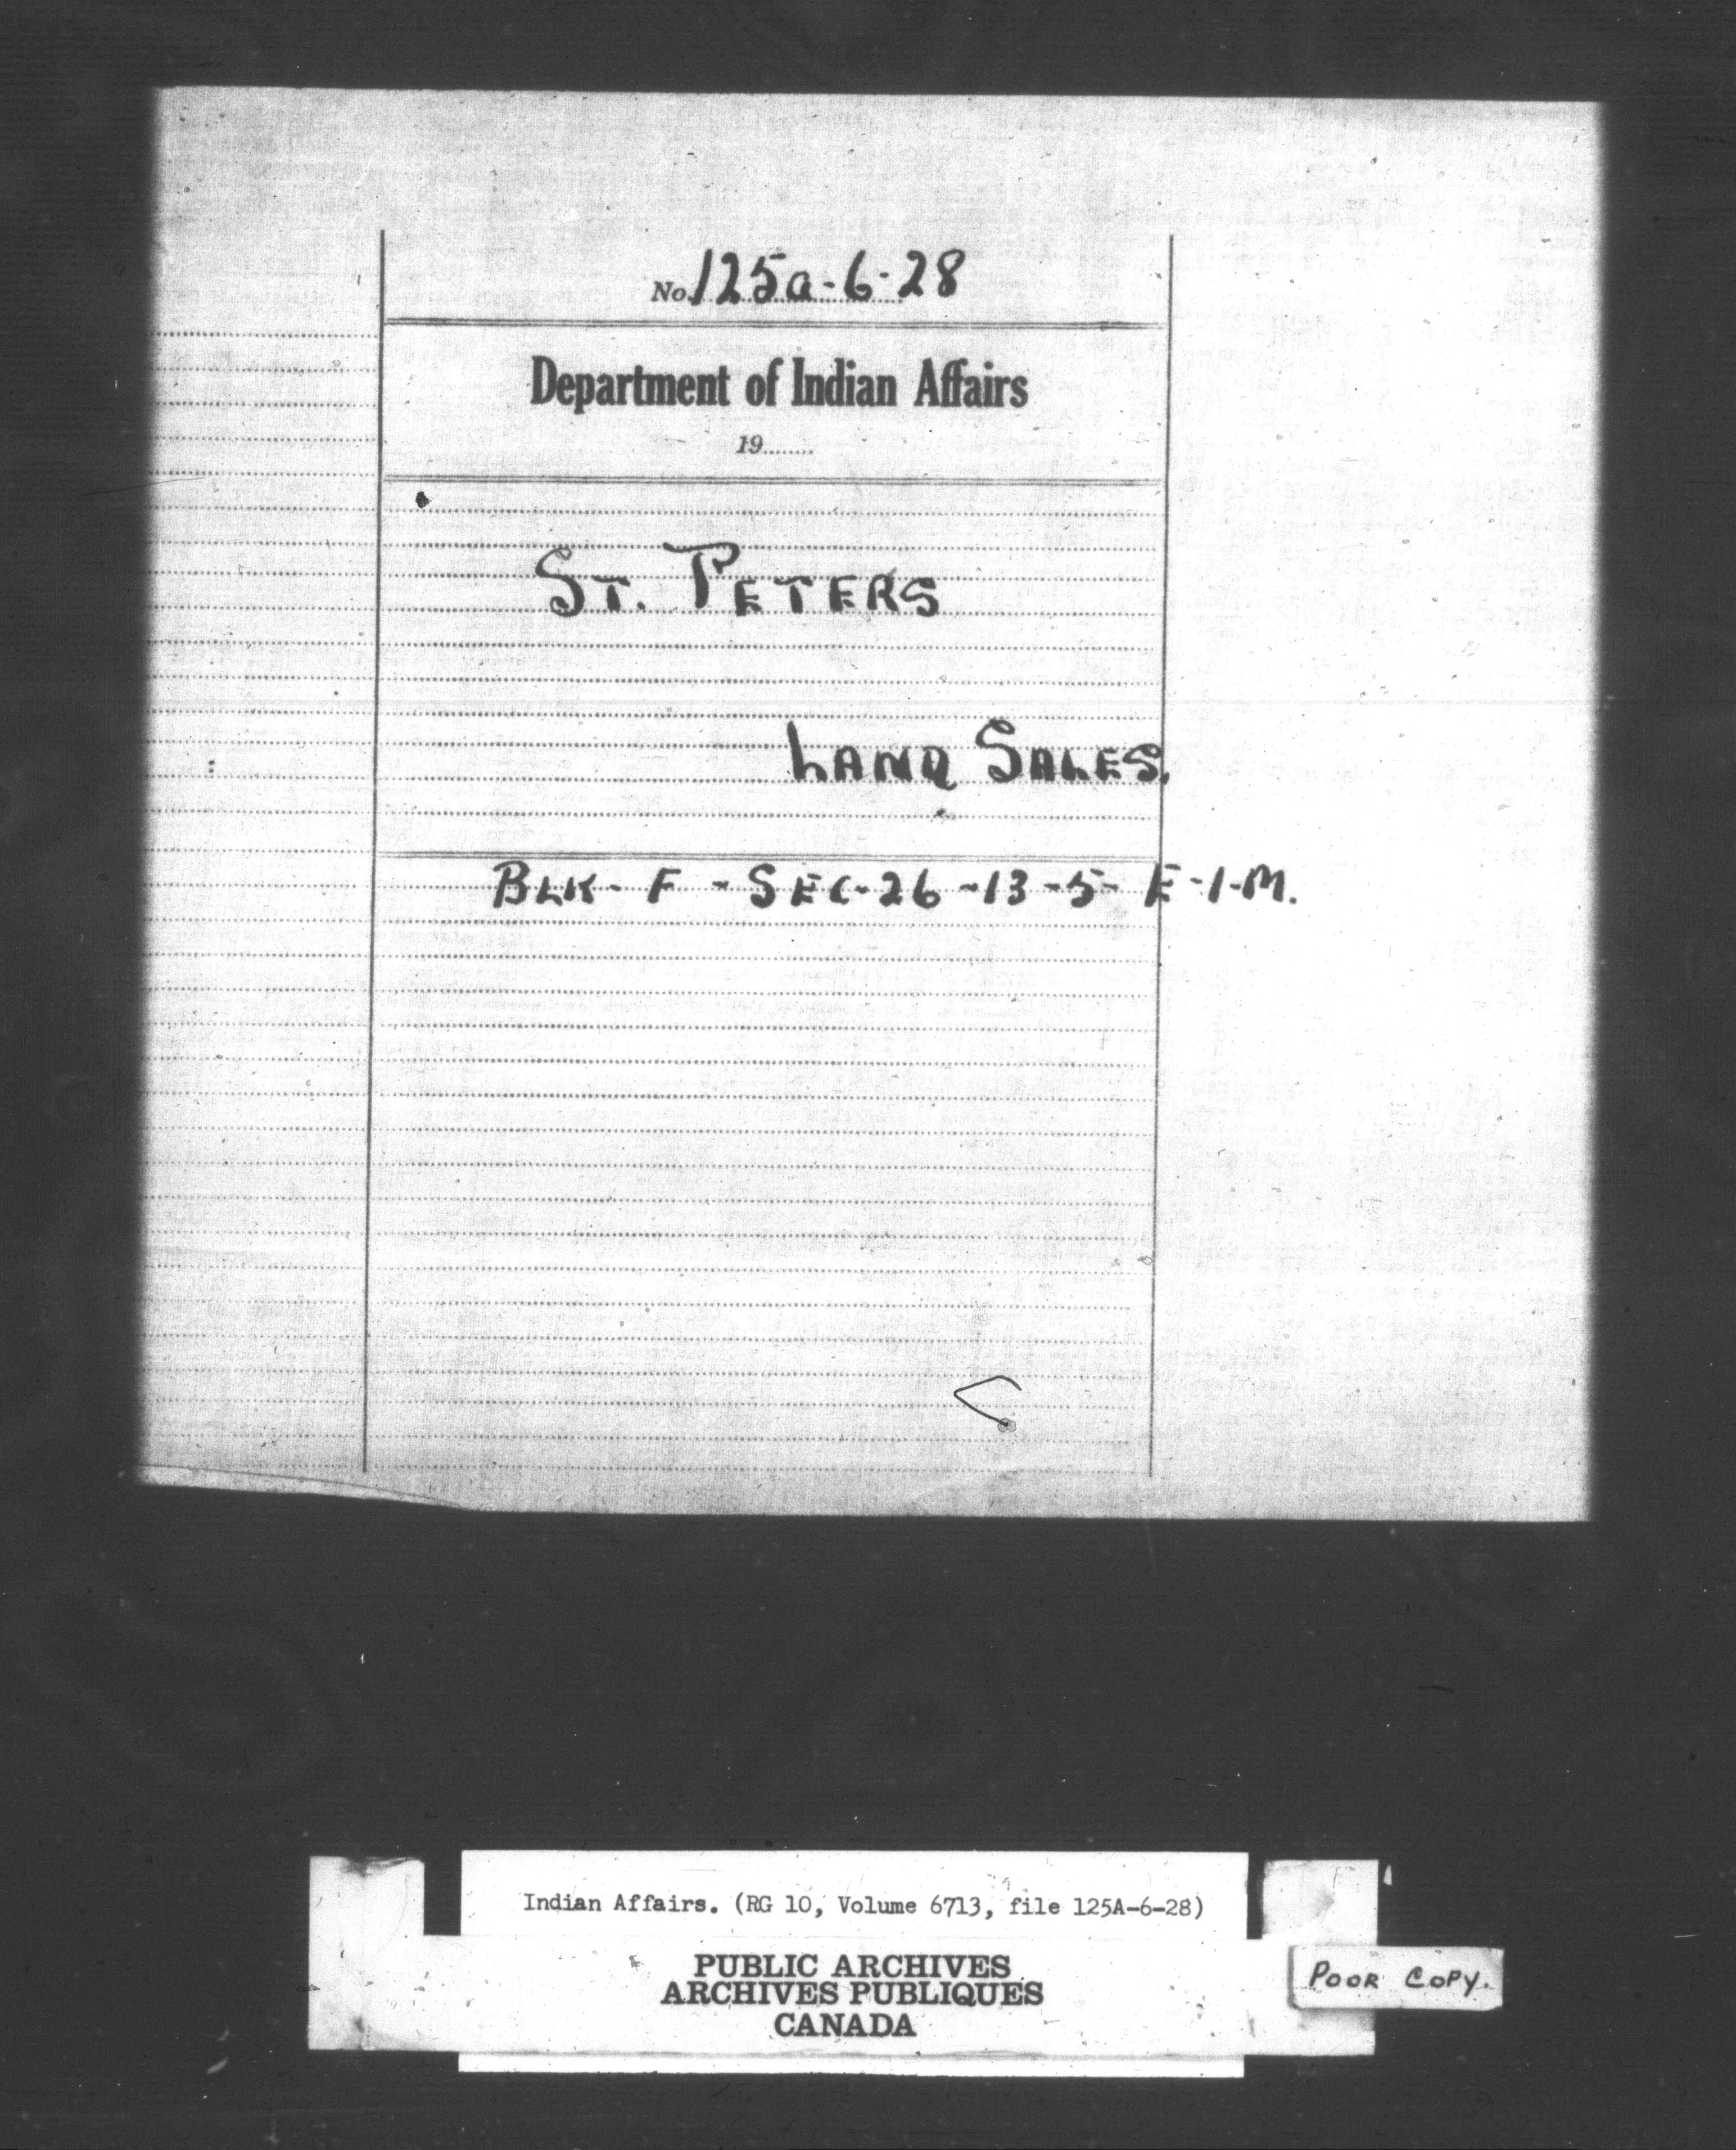 No. 125a-6-28
Department of Indian Affairs
19........
ST. PETERS
LAND SALES.
BLK - F - SEC - 26 - 13 - 5 - E - 1 - M.
Indian Affairs. (RG 10, Volume 6713, file 125A-6-28)
PUBLIC ARCHIVES
ARCHIVES PUBLIQUES
CANADA
POOR COPY.